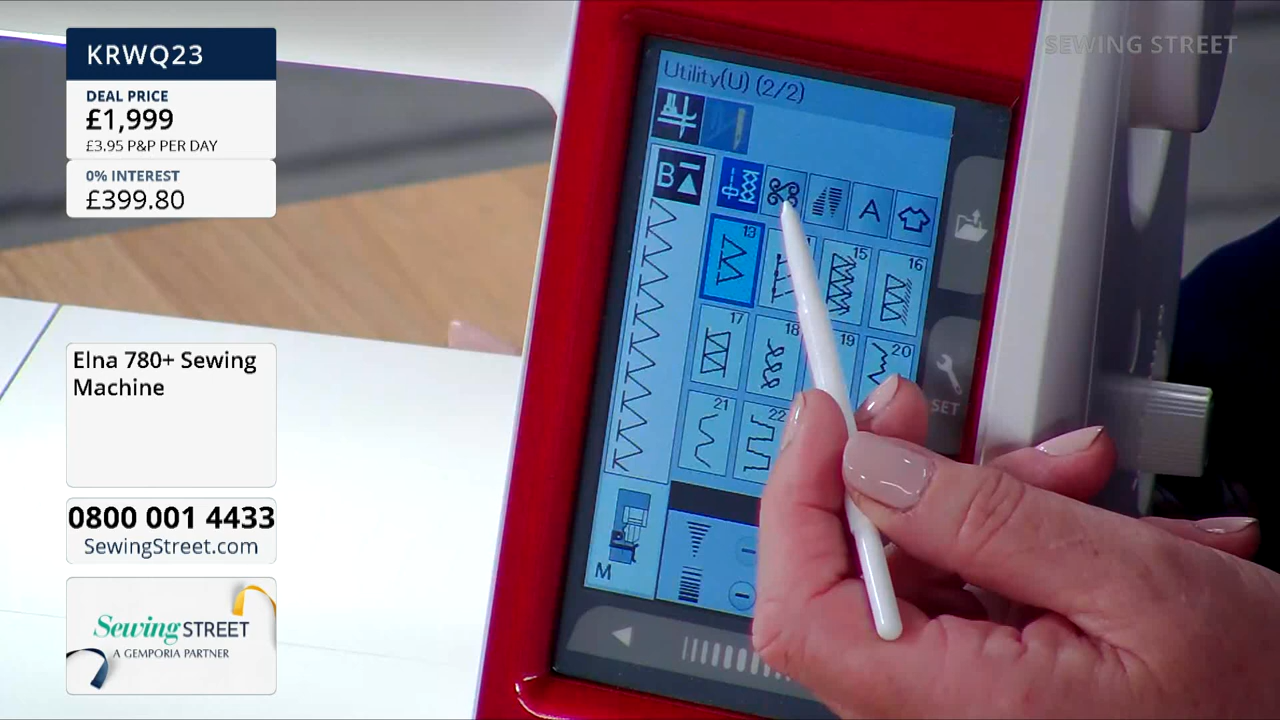 KRWQ23
DEAL PRICE
£1,999
£3.95 P&P PER DAY
0% INTEREST
£399.80
Elna 780+ Sewing
Machine
0800 001 4433
SewingStreet.com
Sewing STREET
A GEMPORIA PARTNER
SEWING STREET
Utility(U) (2/2)
B
A
13
15
16
17
18
19
20
21
22
M
SET